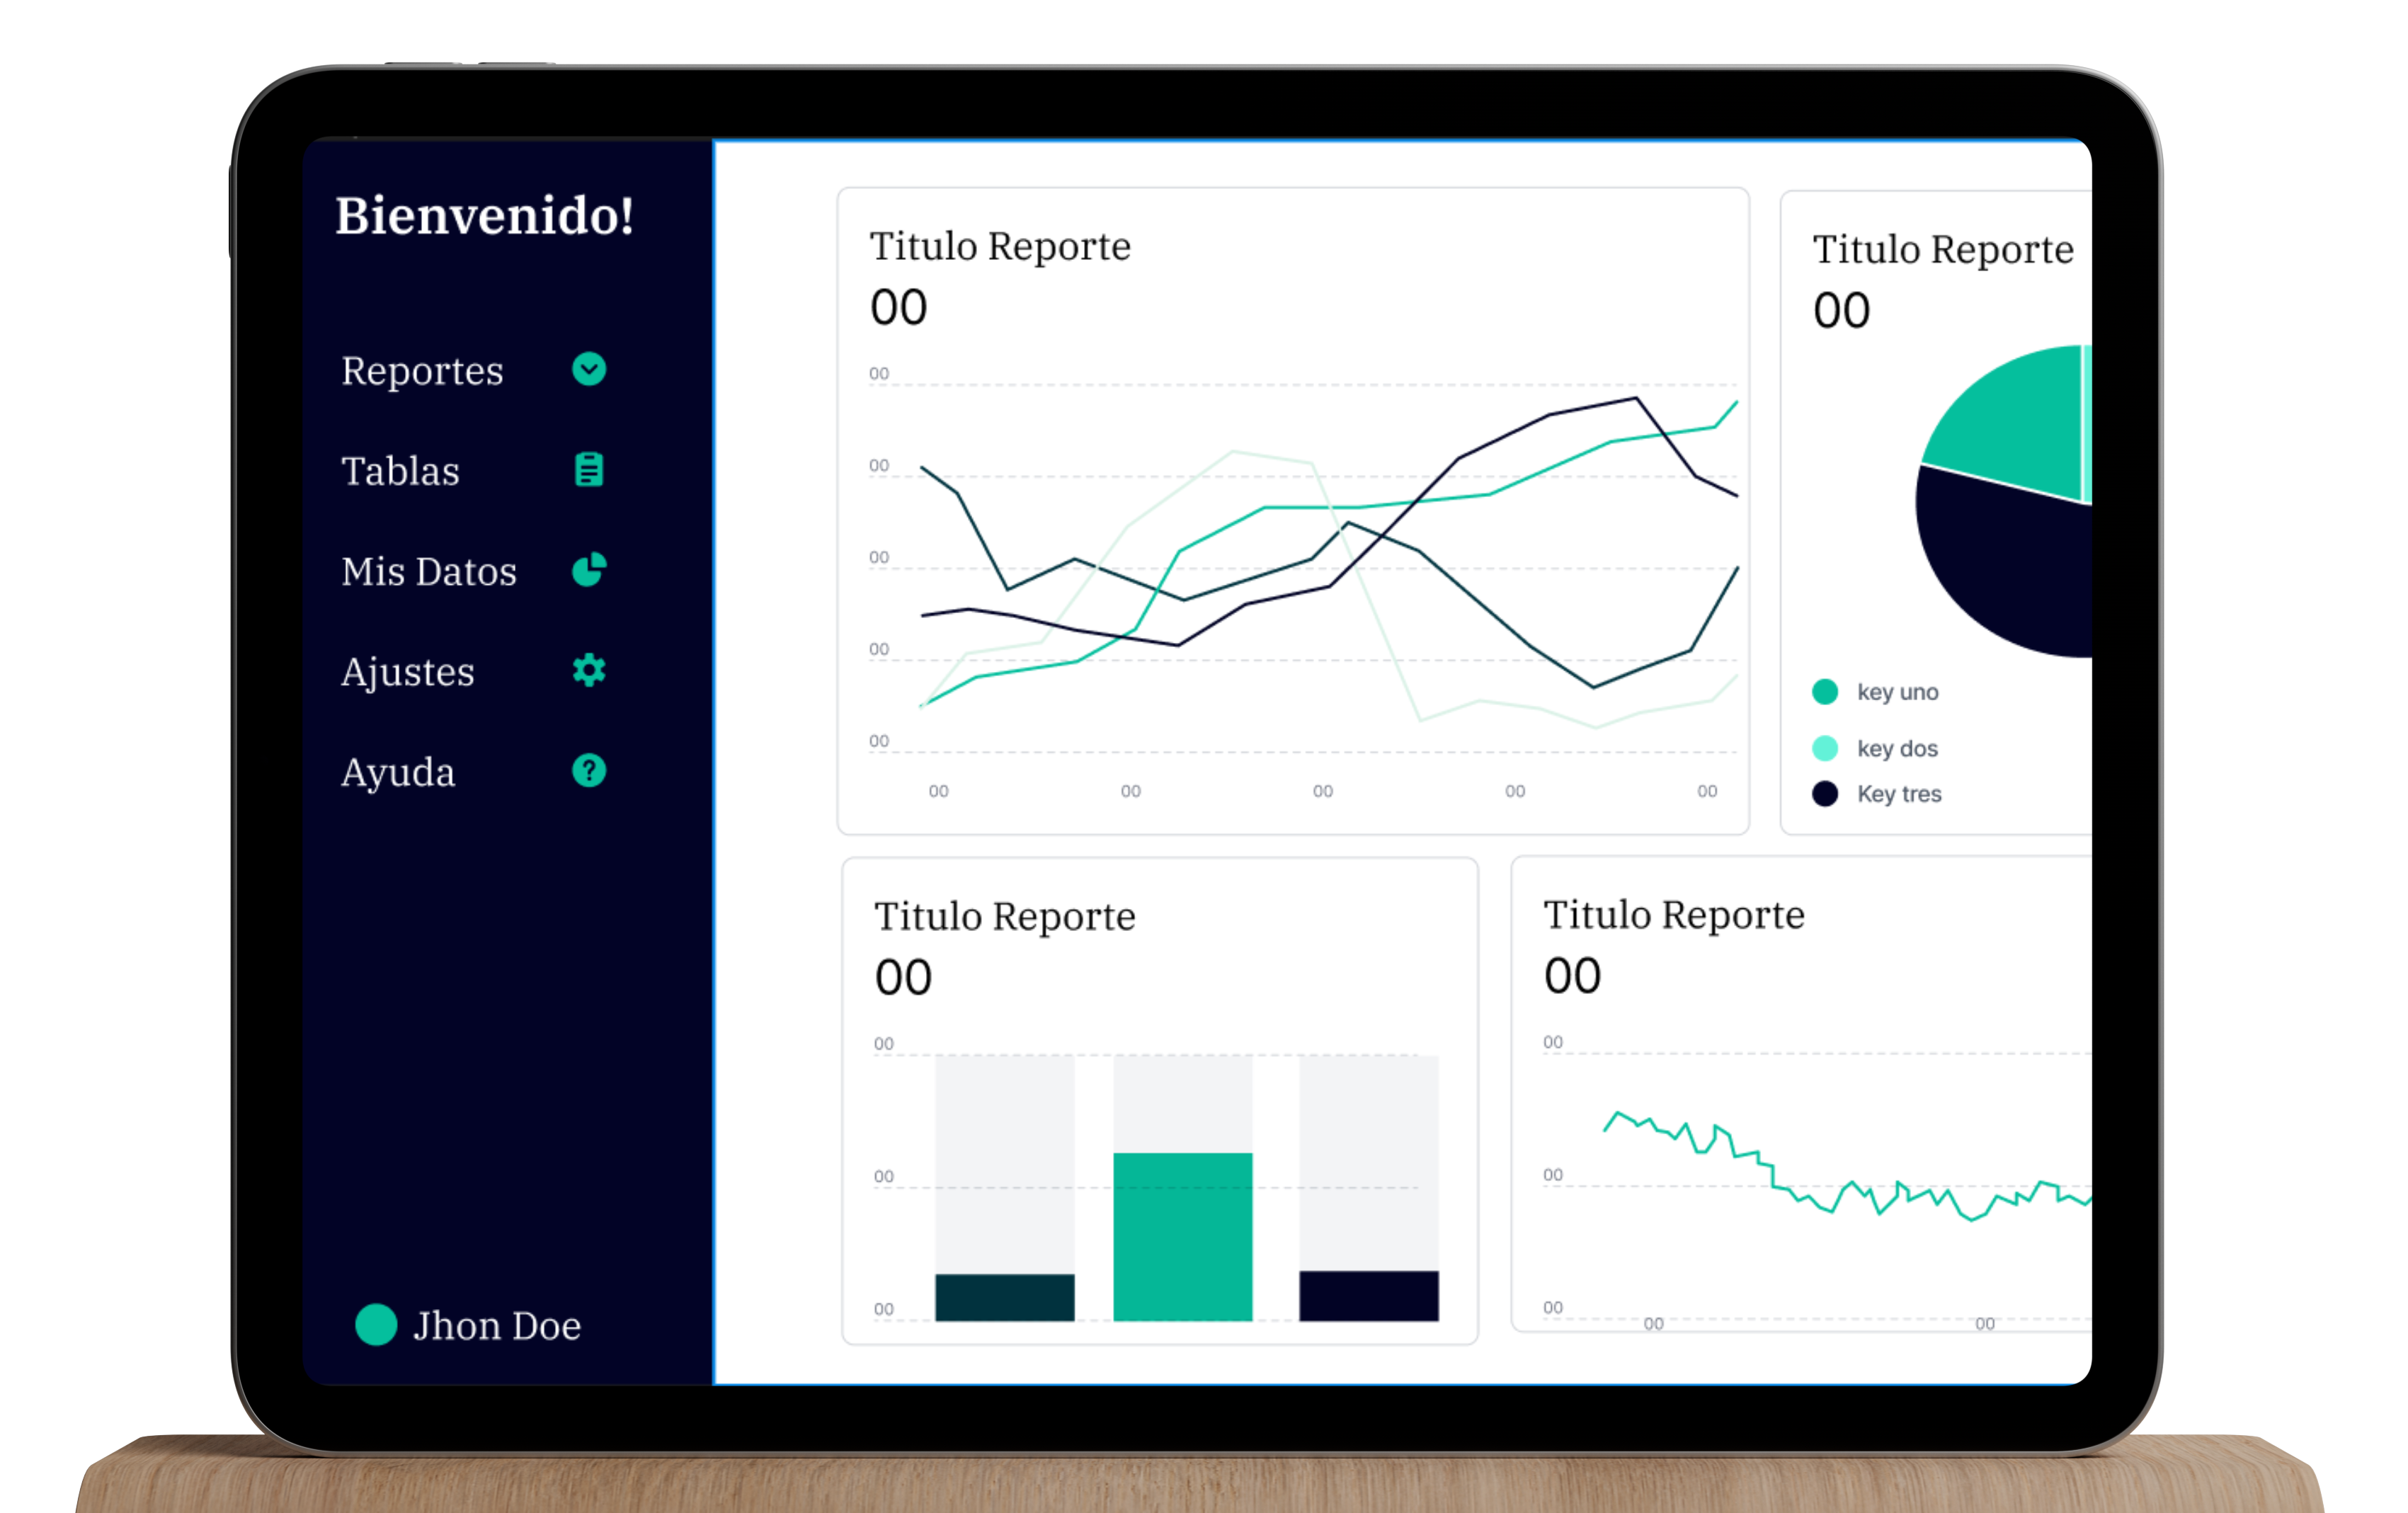 Bienvenido!
Reportes
Tablas
Mis Datos
Ajustes
Ayuda
Jhon Doe
Titulo Reporte
00
00
00
00
00
00
00 00 00 00 00
Titulo Reporte
00
key uno
key dos
Key tres
Titulo Reporte
00
00
00
00
Titulo Reporte
00
00
00
00
00 00